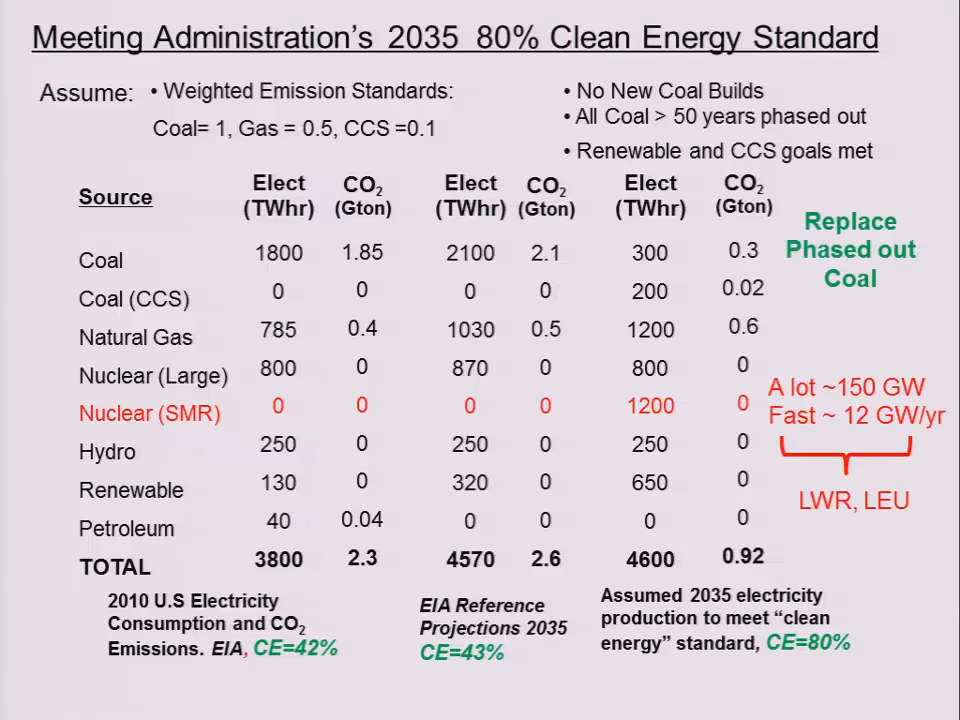 Meeting Administration's 2035 80% Clean Energy Standard
Assume: • Weighted Emission Standards:
Coal= 1, Gas = 0.5, CCS =0.1
• No New Coal Builds
• All Coal > 50 years phased out
• Renewable and CCS goals met
Source Elect (TWhr) CO2 (Gton) Elect (TWhr) CO2 (Gton) Elect (TWhr) CO2 (Gton)
Coal 1800 1.85 2100 2.1 300 0.3
Coal (CCS) 0 0 0 0 200 0.02
Natural Gas 785 0.4 1030 0.5 1200 0.6
Nuclear (Large) 800 0 870 0 800 0
Nuclear (SMR) 0 0 0 0 1200 0
Hydro 250 0 250 0 250 0
Renewable 130 0 320 0 650 0
Petroleum 40 0.04 0 0 0 0
TOTAL 3800 2.3 4570 2.6 4600 0.92
Replace
Phased out
Coal
A lot ~150 GW
Fast ~ 12 GW/yr
LWR, LEU
2010 U.S Electricity
Consumption and CO2
Emissions. EIA, CE=42%
EIA Reference
Projections 2035
CE=43%
Assumed 2035 electricity
production to meet “clean
energy” standard, CE=80%